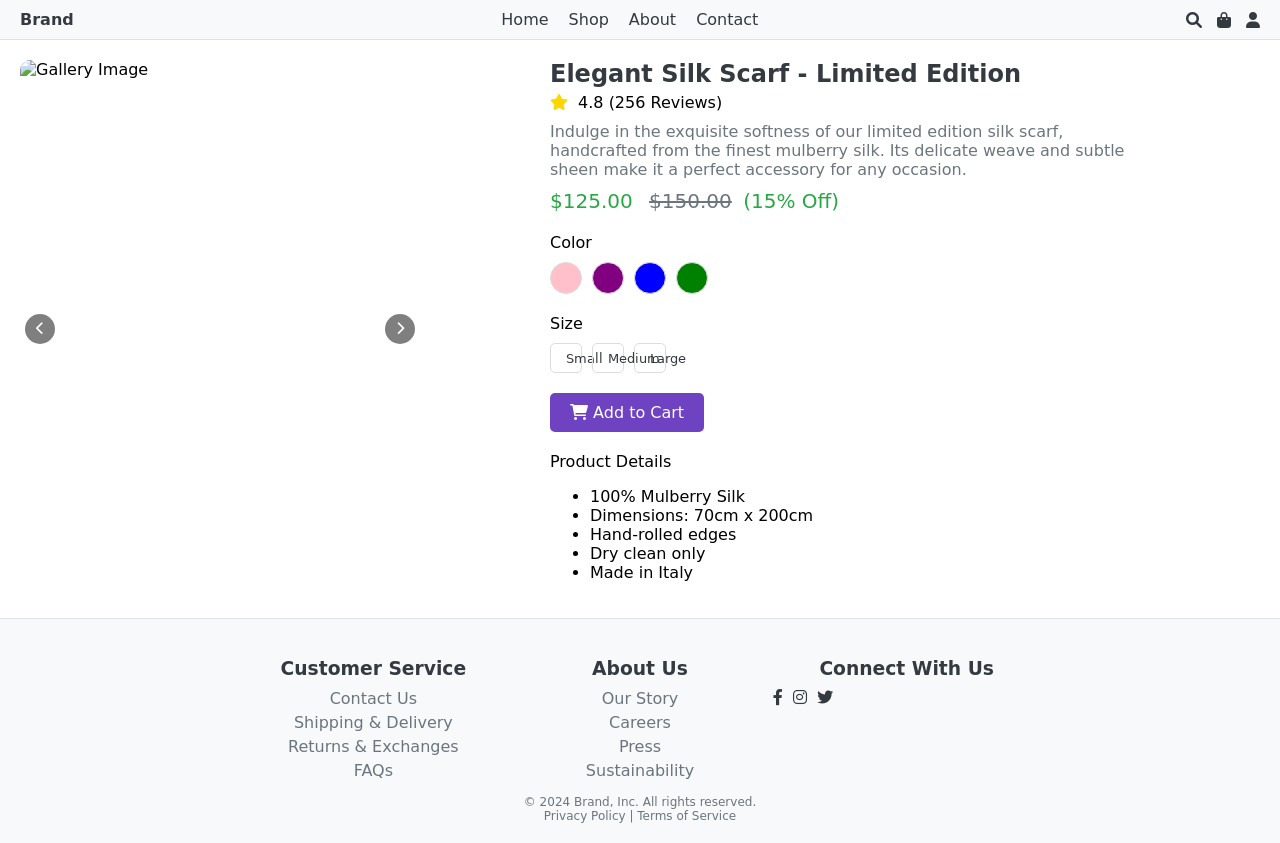 Brand
Home Shop About Contact
Gallery Image
Elegant Silk Scarf - Limited Edition
4.8 (256 Reviews)
Indulge in the exquisite softness of our limited edition silk scarf,
handcrafted from the finest mulberry silk. Its delicate weave and subtle
sheen make it a perfect accessory for any occasion.
$125.00 $150.00 (15% Off)
Color
Size
Small Medium Large
Add to Cart
Product Details
• 100% Mulberry Silk
• Dimensions: 70cm x 200cm
• Hand-rolled edges
• Dry clean only
• Made in Italy
Customer Service
Contact Us
Shipping & Delivery
Returns & Exchanges
FAQs
About Us
Our Story
Careers
Press
Sustainability
Connect With Us
© 2024 Brand, Inc. All rights reserved.
Privacy Policy | Terms of Service